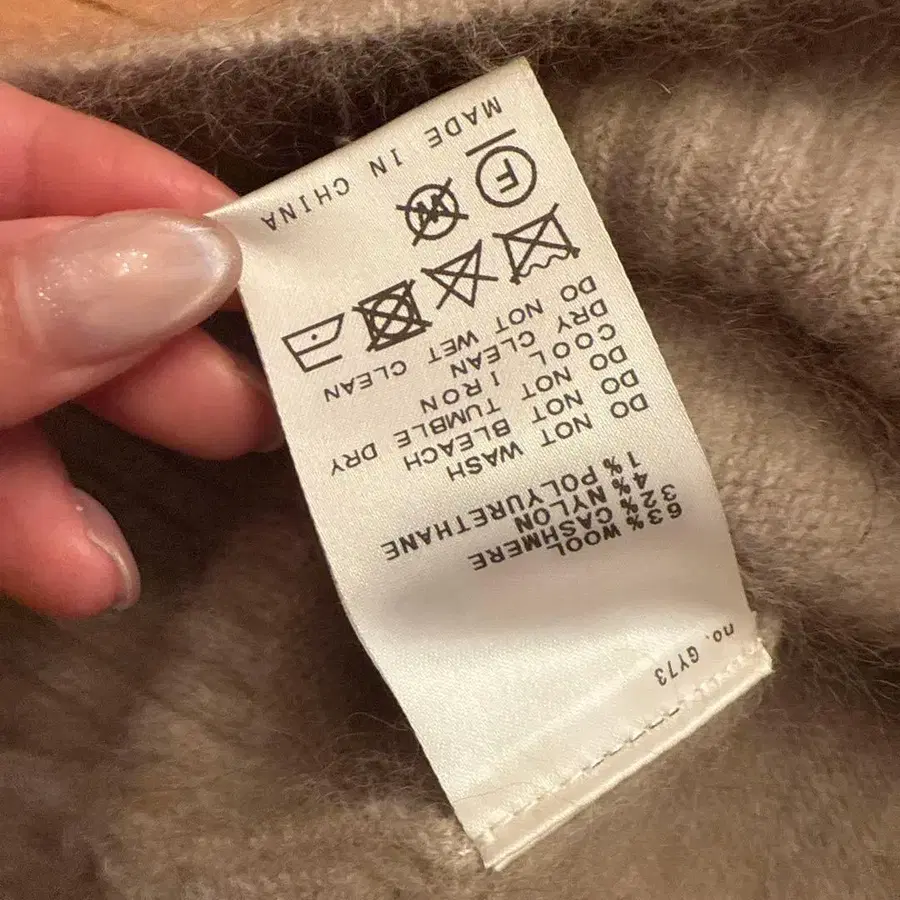 no. GY73
63% WOOL
32% CASHMERE
4% NYLON
1% POLYURETHANE
DO NOT WASH
DO NOT BLEACH
DO NOT TUMBLE DRY
COOL IRON
DRY CLEAN
DO NOT WET CLEAN
F
W
MADE IN CHINA